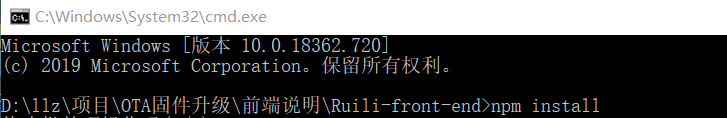 C:\Windows\System32\cmd.exe
Microsoft Windows [版本 10.0.18362.720]
(c) 2019 Microsoft Corporation。保留所有权利。
D:\llz\项目\OTA固件升级\前端说明\Ruili-front-end>npm install